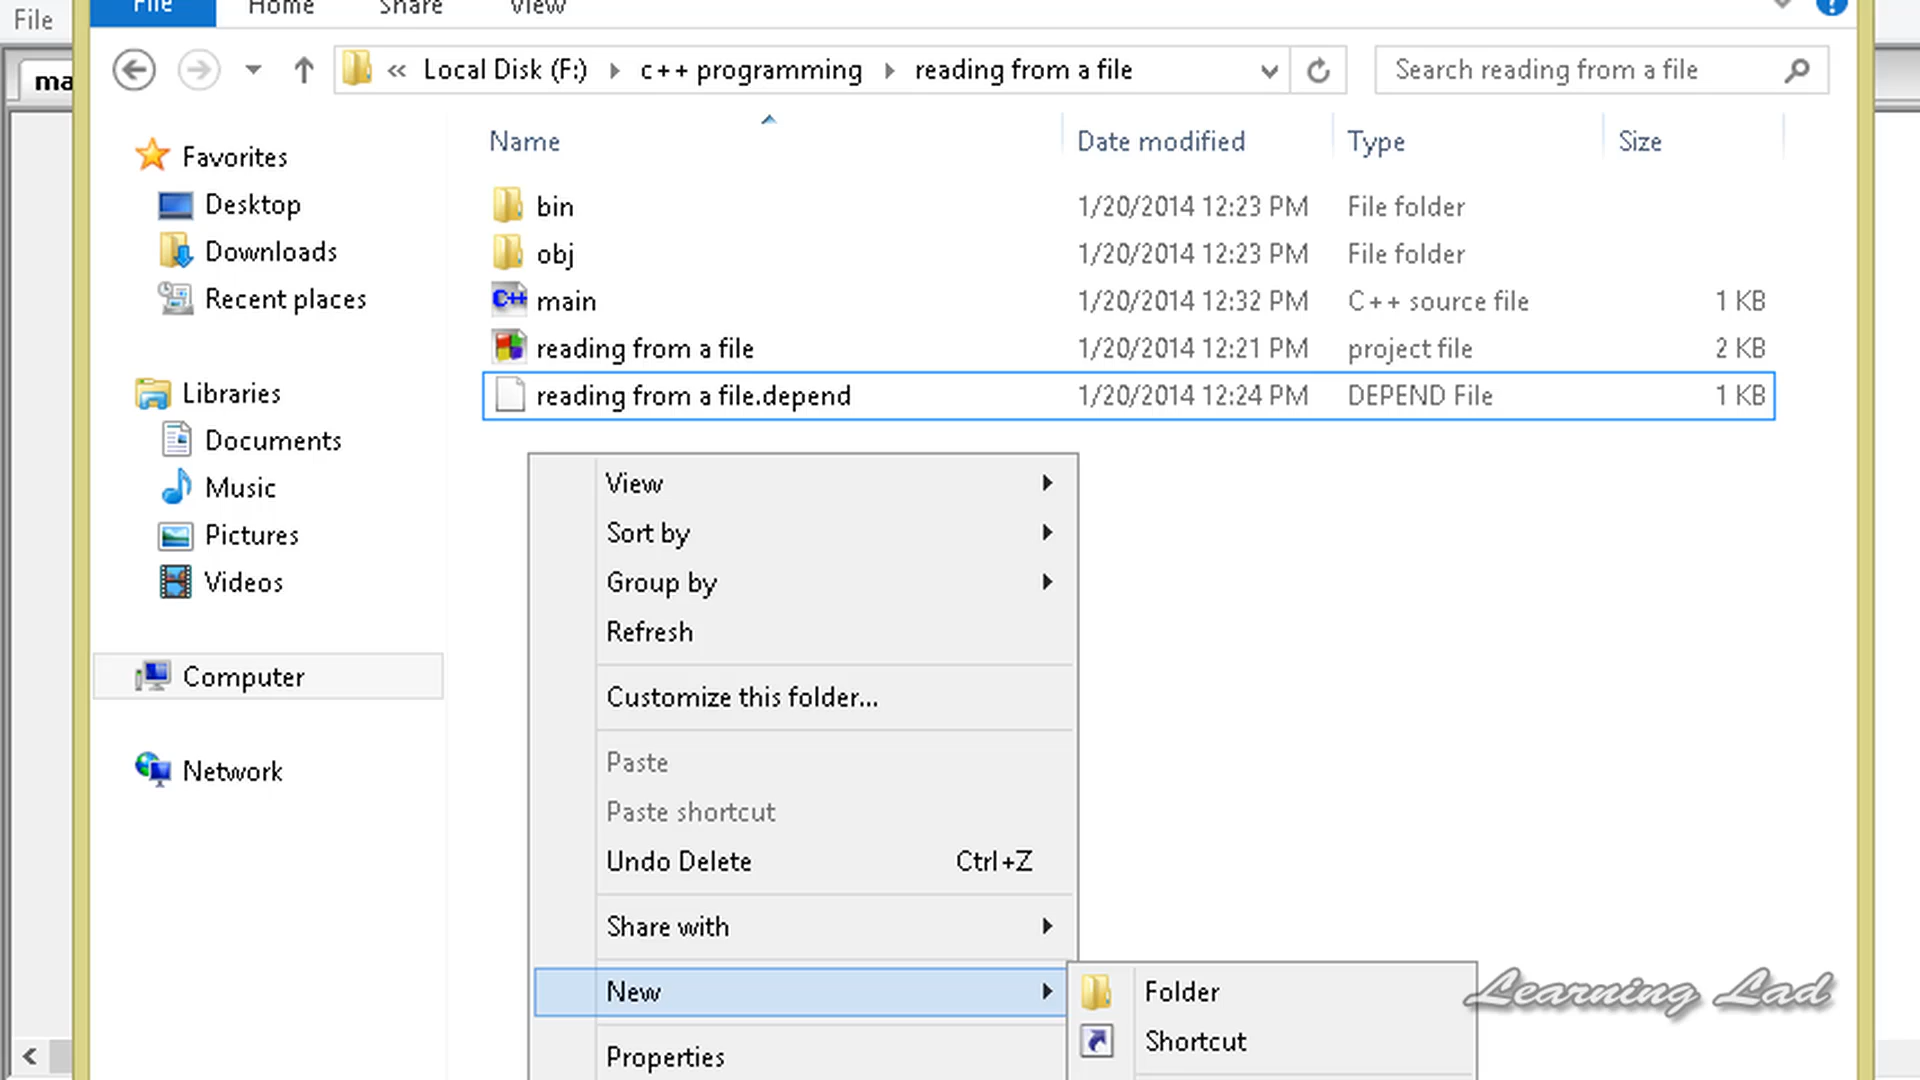 File
File Home Share View
ma
« Local Disk (F:) c++ programming reading from a file
Search reading from a file
Name Date modified Type Size
Favorites
Desktop
Downloads
Recent places
Libraries
Documents
Music
Pictures
Videos
Computer
Network
bin 1/20/2014 12:23 PM File folder
obj 1/20/2014 12:23 PM File folder
C++ main 1/20/2014 12:32 PM C++ source file 1 KB
reading from a file 1/20/2014 12:21 PM project file 2 KB
reading from a file.depend 1/20/2014 12:24 PM DEPEND File 1 KB
View
Sort by
Group by
Refresh
Customize this folder...
Paste
Paste shortcut
Undo Delete Ctrl+Z
Share with
New
Properties
Folder
Shortcut
Learning Lad